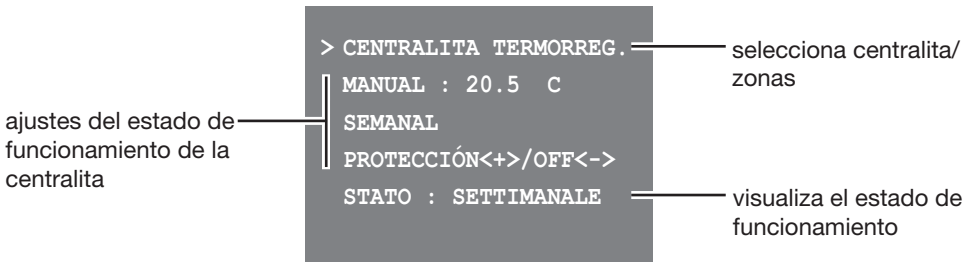 > CENTRALITA TERMORREG.
MANUAL : 20.5 C
SEMANAL
PROTECCIÓN<+>/OFF<->
STATO : SETTIMANALE
ajustes del estado de
funcionamiento de la
centralita
selecciona centralita/
zonas
visualiza el estado de
funcionamiento